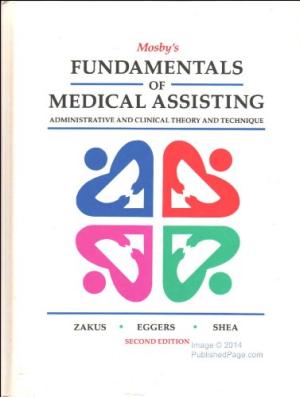 Mosby's
FUNDAMENTALS
OF
MEDICAL ASSISTING
ADMINISTRATIVE AND CLINICAL THEORY AND TECHNIQUE
ZAKUS • EGGERS • SHEA
SECOND EDITION
Image © 2014
PublishedPage.com